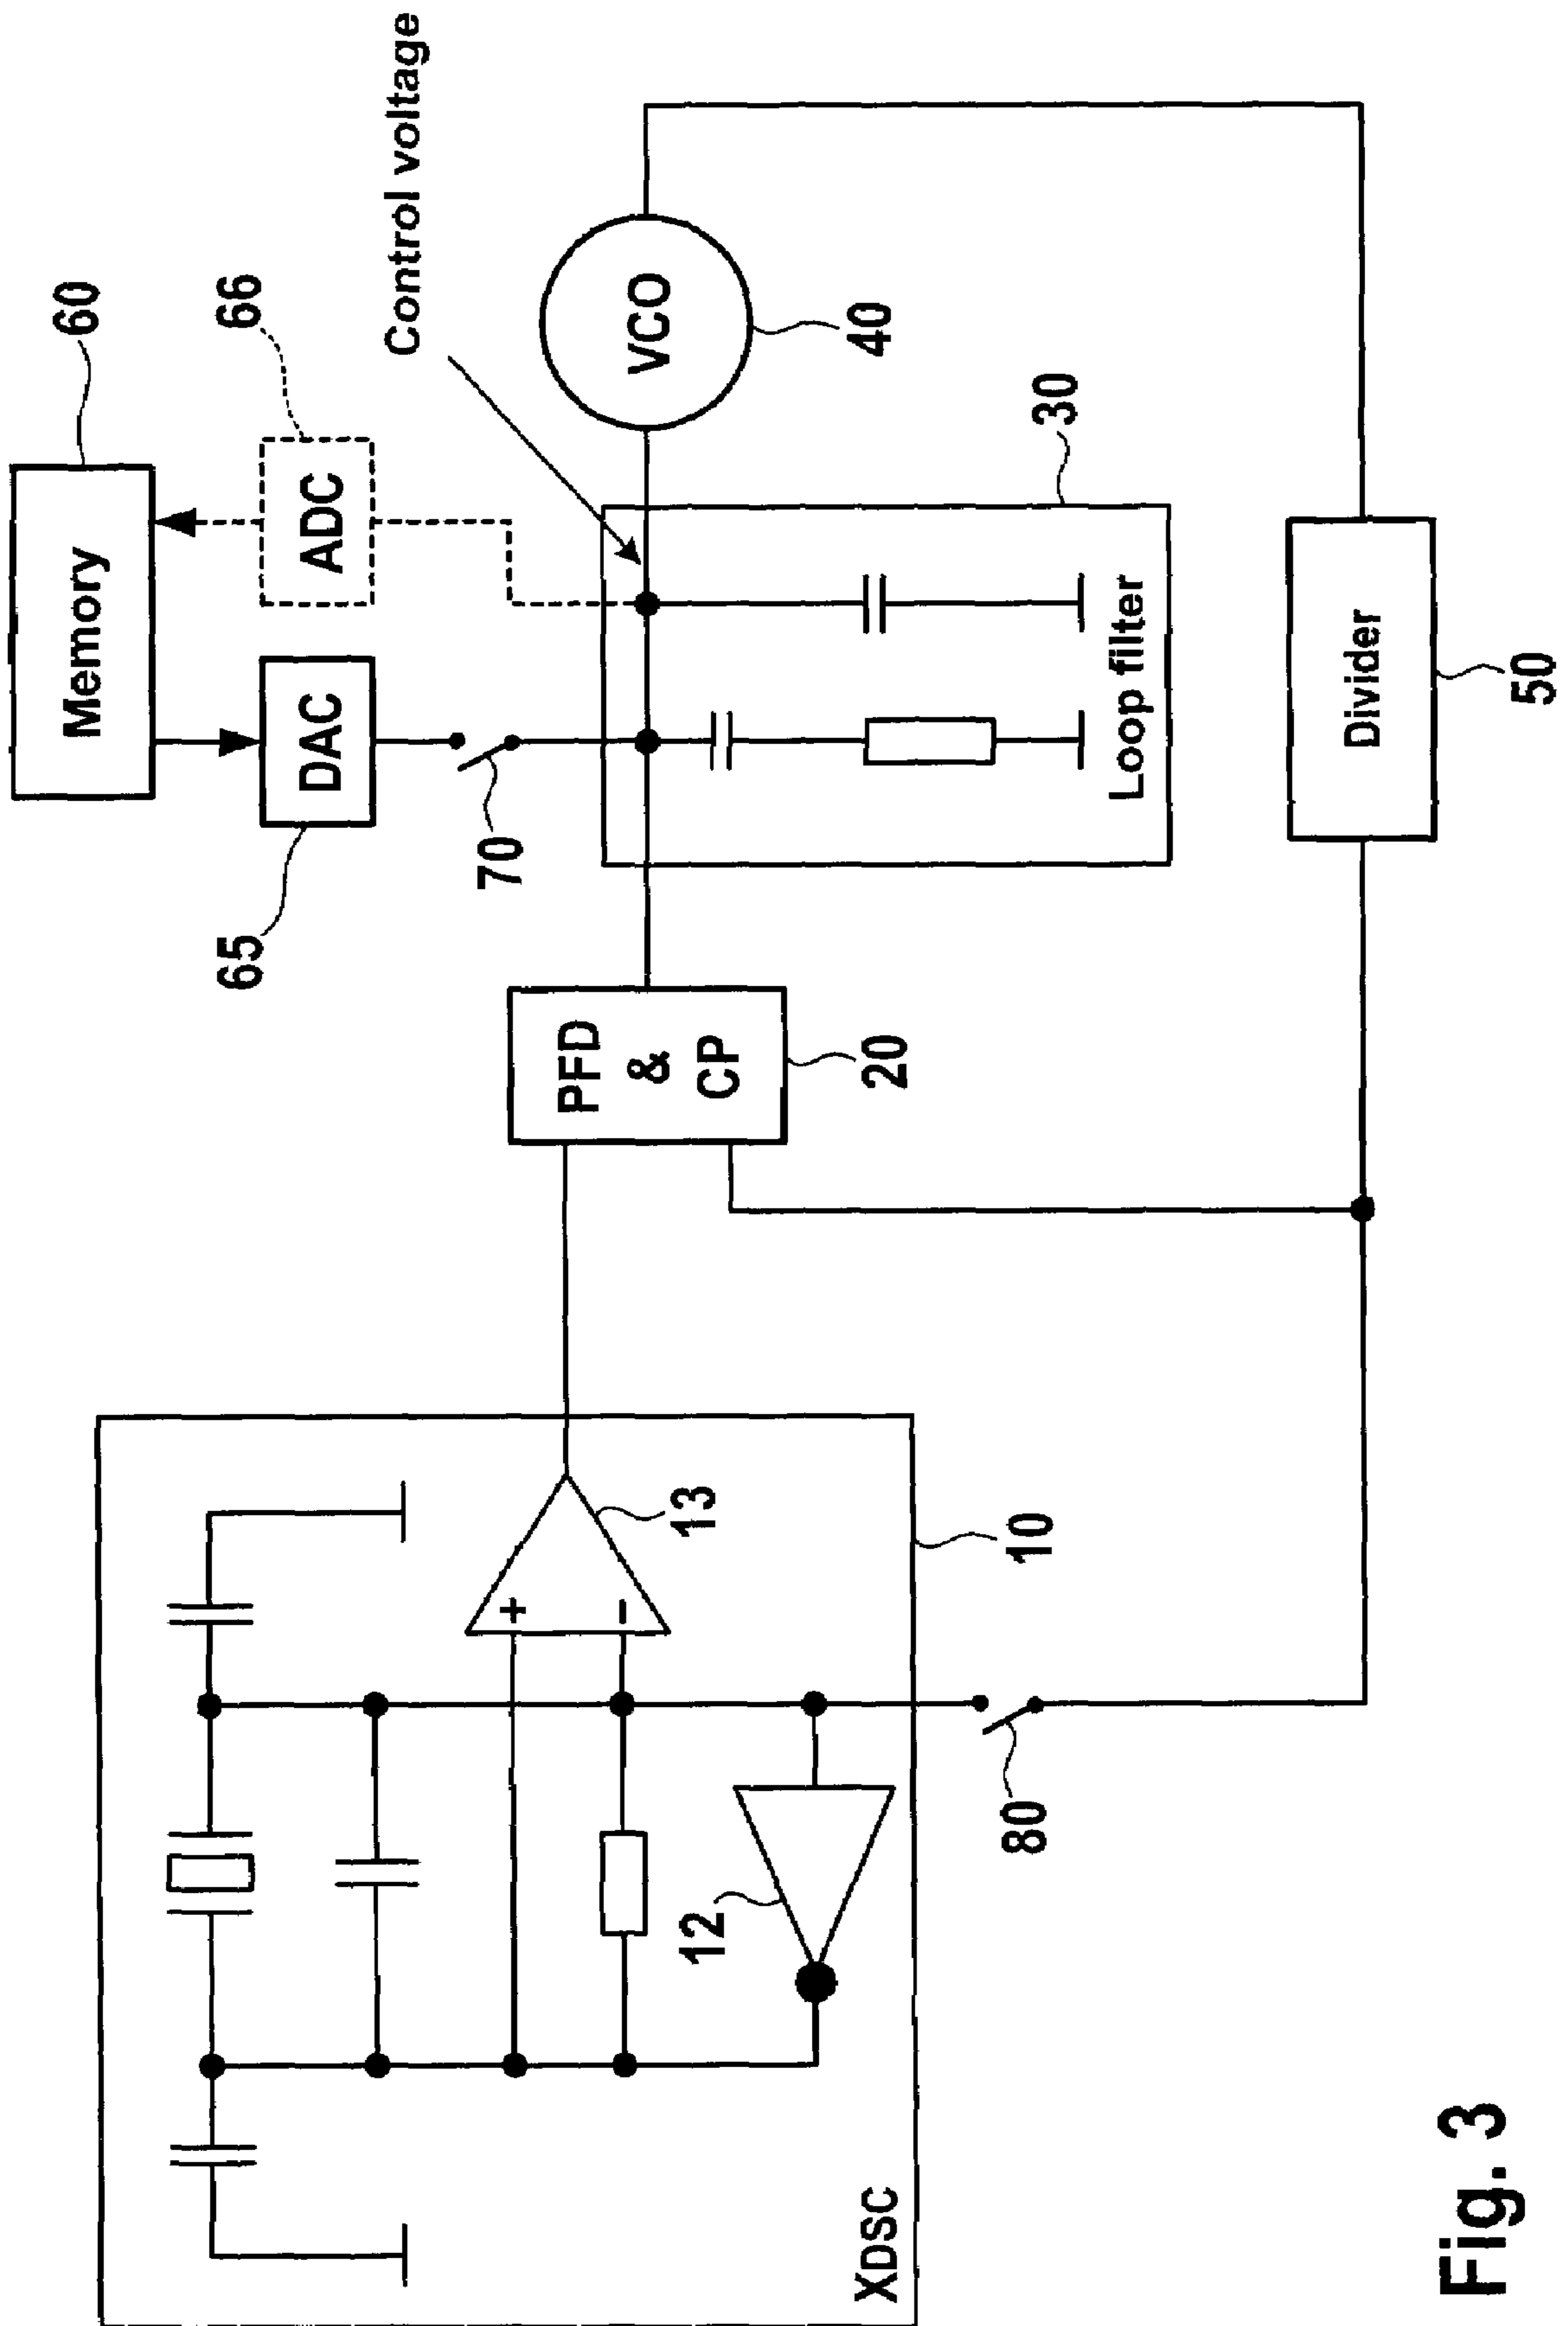 60
Memory
66
ADC
65
DAC
70
Control voltage
VCO
40
30
Loop filter
PFD
&
CP
20
Divider
50
+
−
13
10
12
80
XDSC
Fig. 3